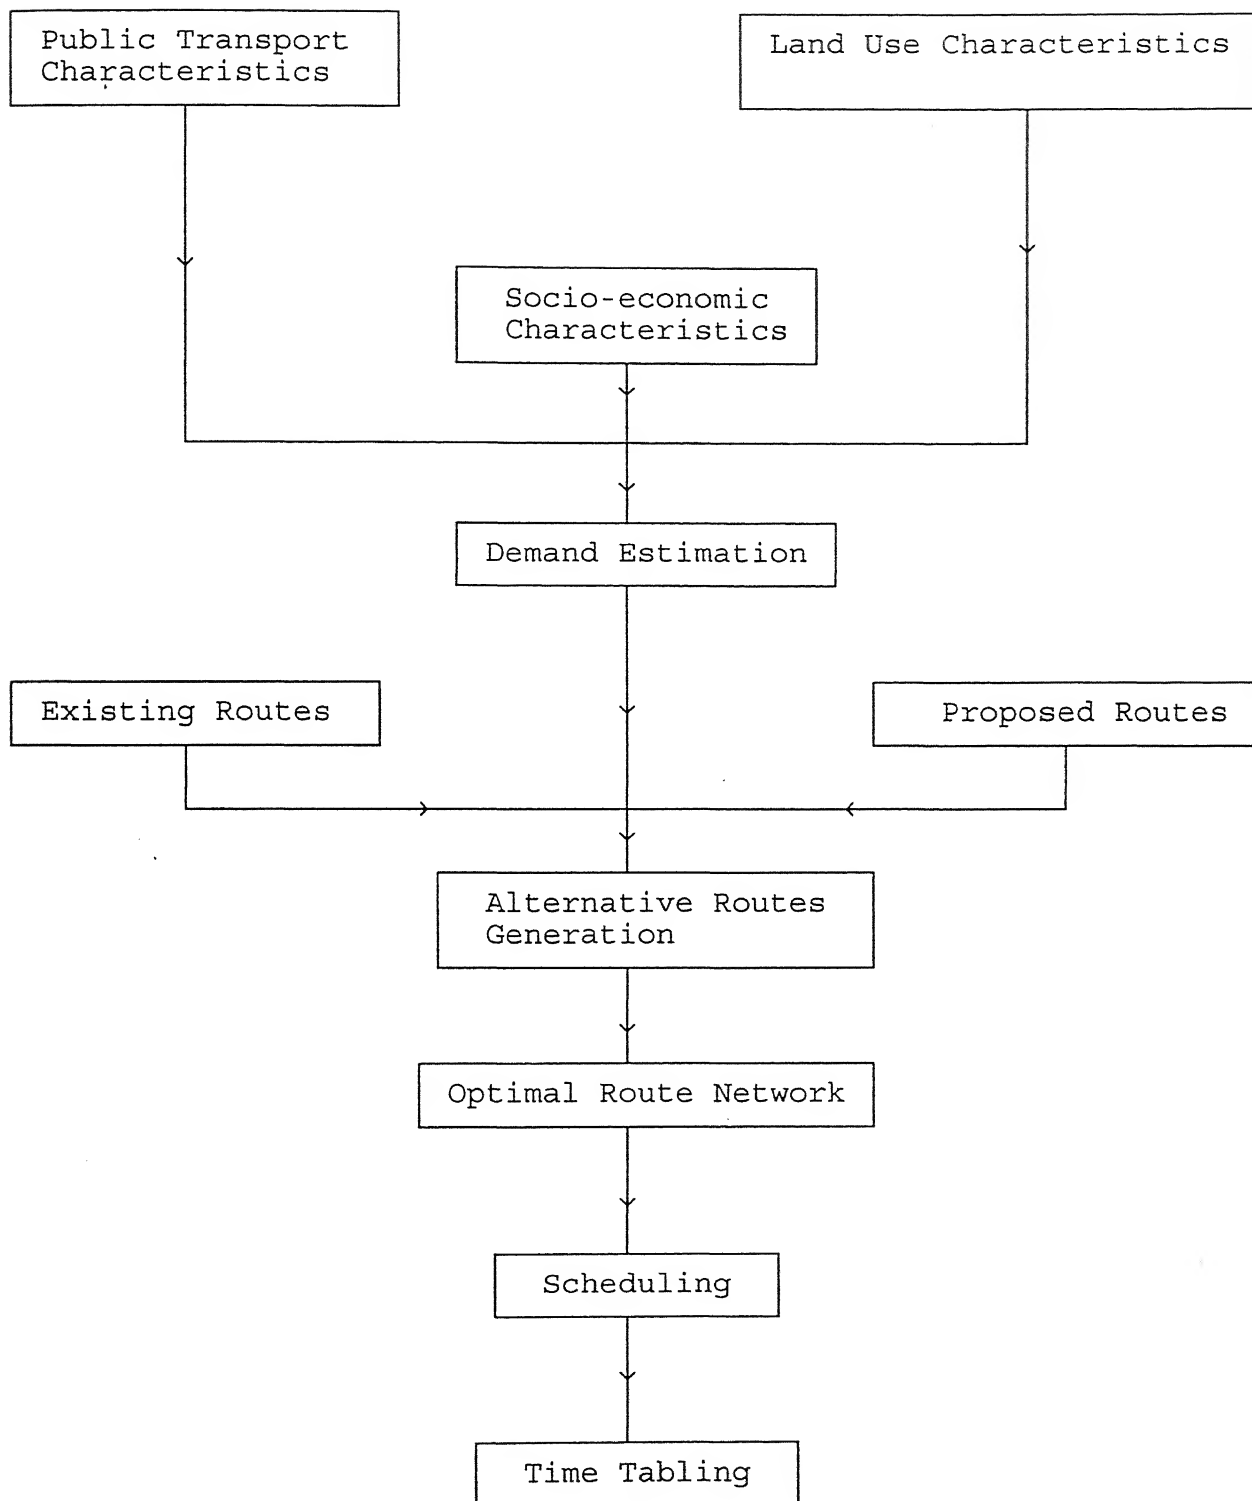 Public Transport
Characteristics
Land Use Characteristics
Socio-economic
Characteristics
Demand Estimation
Existing Routes
Proposed Routes
Alternative Routes
Generation
Optimal Route Network
Scheduling
Time Tabling